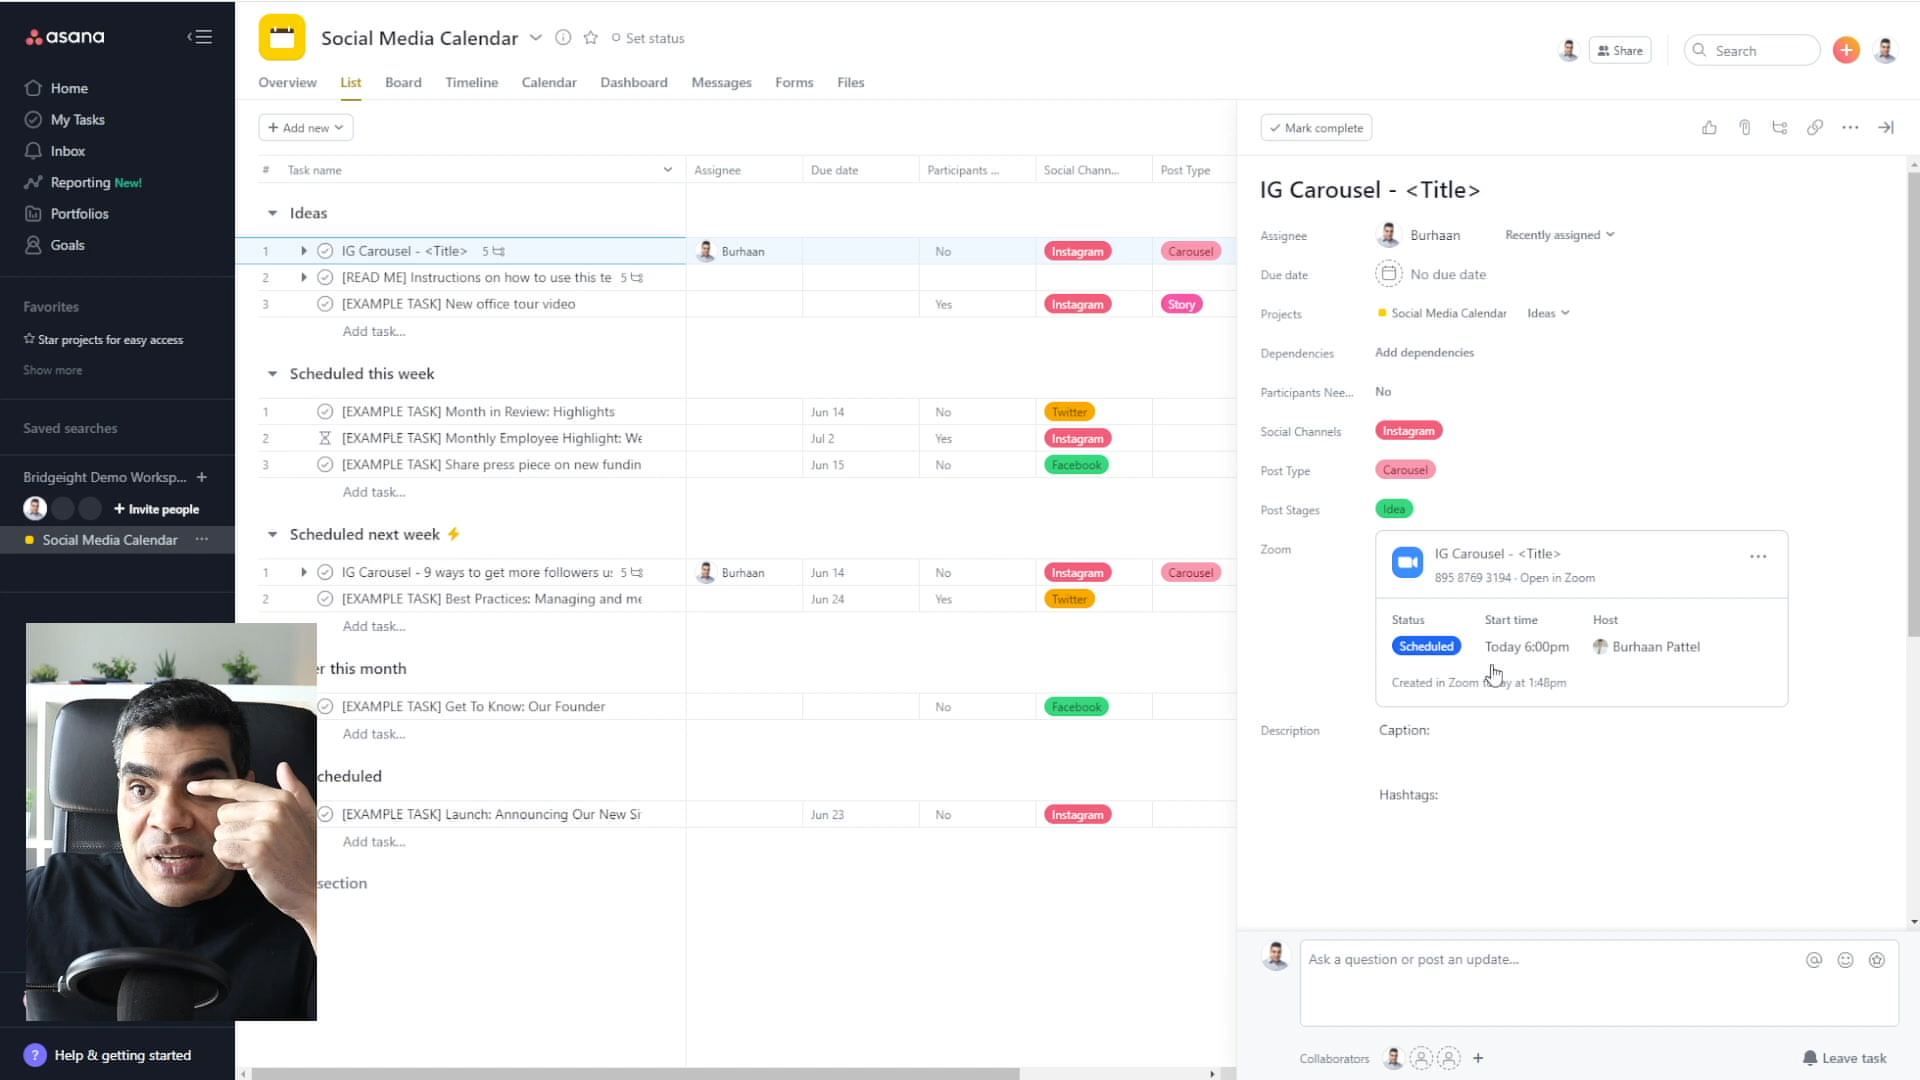 asana
Home
My Tasks
Inbox
Reporting New!
Portfolios
Goals
Favorites
Star projects for easy access
Show more
Saved searches
Bridgeight Demo Worksp... +
+ Invite people
Social Media Calendar ...
? Help & getting started
Social Media Calendar
Set status
Share
Search
Overview List Board Timeline Calendar Dashboard Messages Forms Files
+ Add new
# Task name Assignee Due date Participants ... Social Chann... Post Type
Ideas
1 IG Carousel - <Title> 5 Burhaan No Instagram Carousel
2 [READ ME] Instructions on how to use this te 5
3 [EXAMPLE TASK] New office tour video Yes Instagram Story
Add task...
Scheduled this week
1 [EXAMPLE TASK] Month in Review: Highlights Jun 14 No Twitter
2 [EXAMPLE TASK] Monthly Employee Highlight: We Jul 2 Yes Instagram
3 [EXAMPLE TASK] Share press piece on new fundin Jun 15 No Facebook
Add task...
Scheduled next week
1 IG Carousel - 9 ways to get more followers u: 5 Burhaan Jun 14 No Instagram Carousel
2 [EXAMPLE TASK] Best Practices: Managing and me Jun 24 Yes Twitter
Add task...
r this month
[EXAMPLE TASK] Get To Know: Our Founder No Facebook
Add task...
cheduled
[EXAMPLE TASK] Launch: Announcing Our New Si Jun 23 No Instagram
Add task...
section
Mark complete
IG Carousel - <Title>
Assignee Burhaan Recently assigned
Due date No due date
Projects Social Media Calendar Ideas
Dependencies Add dependencies
Participants Nee... No
Social Channels Instagram
Post Type Carousel
Post Stages Idea
Zoom IG Carousel - <Title> ...
895 8769 3194 · Open in Zoom
Status Start time Host
Scheduled Today 6:00pm Burhaan Pattel
Created in Zoom today at 1:48pm
Description Caption:
Hashtags:
Ask a question or post an update...
Collaborators +
Leave task